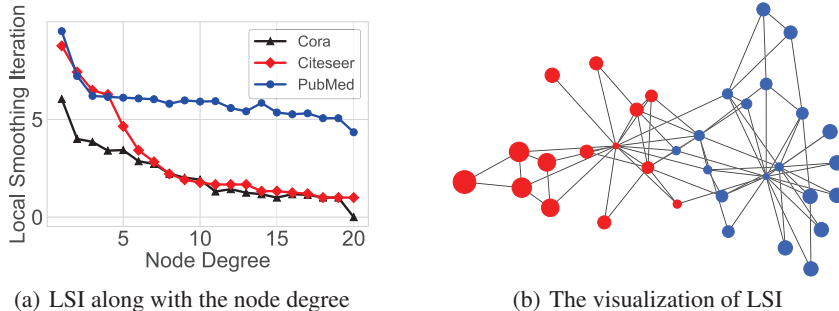 Local Smoothing Iteration
5
0
Cora
Citeseer
PubMed
5
10
15
20
Node Degree
(a) LSI along with the node degree
(b) The visualization of LSI